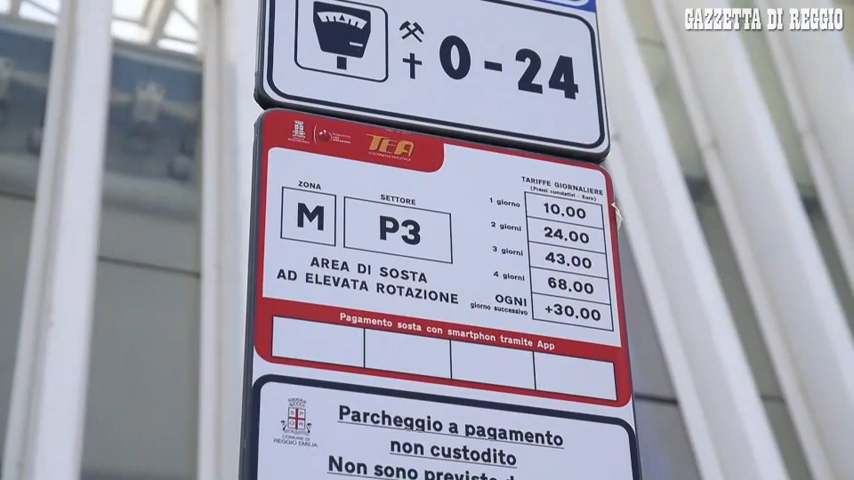 GAZZETTA DI REGGIO
0-24
TEA
ZONA
M
SETTORE
P3
AREA DI SOSTA
AD ELEVATA ROTAZIONE
TARIFFE GIORNALIERE
(Prezzi cumulativi - Euro)
1 giorno 10.00
2 giorni 24.00
3 giorni 43.00
4 giorni 68.00
OGNI
giorno successivo +30.00
Pagamento sosta con smartphon tramite App
COMUNE DI
REGGIO EMILIA
Parcheggio a pagamento
non custodito
Non sono previste